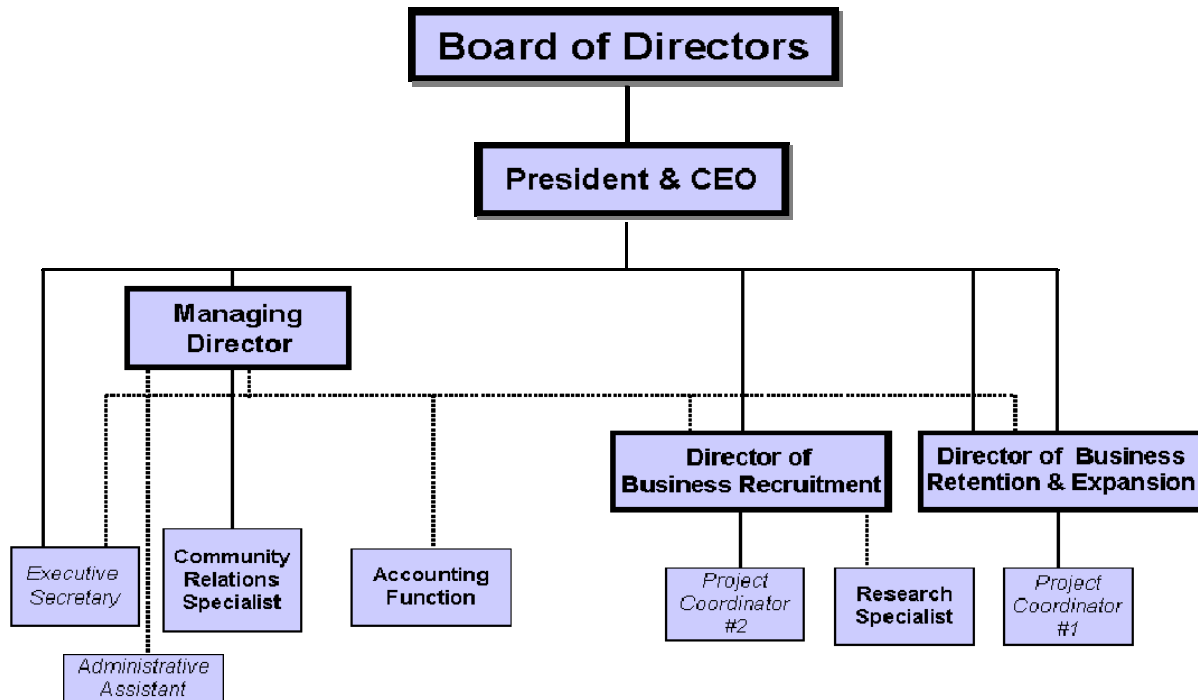 Board of Directors
President & CEO
Managing
Director
Director of
Business Recruitment
Director of Business
Retention & Expansion
Executive
Secretary
Community
Relations
Specialist
Accounting
Function
Project
Coordinator
#2
Research
Specialist
Project
Coordinator
#1
Administrative
Assistant